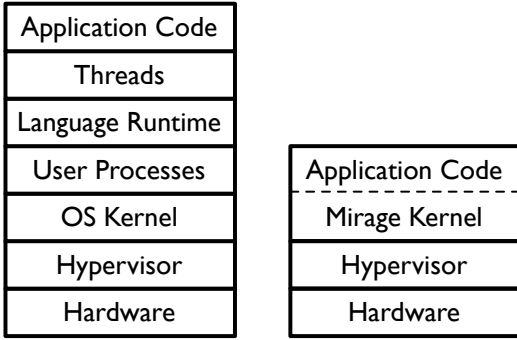 Application Code
Threads
Language Runtime
User Processes
OS Kernel
Hypervisor
Hardware
Application Code
Mirage Kernel
Hypervisor
Hardware